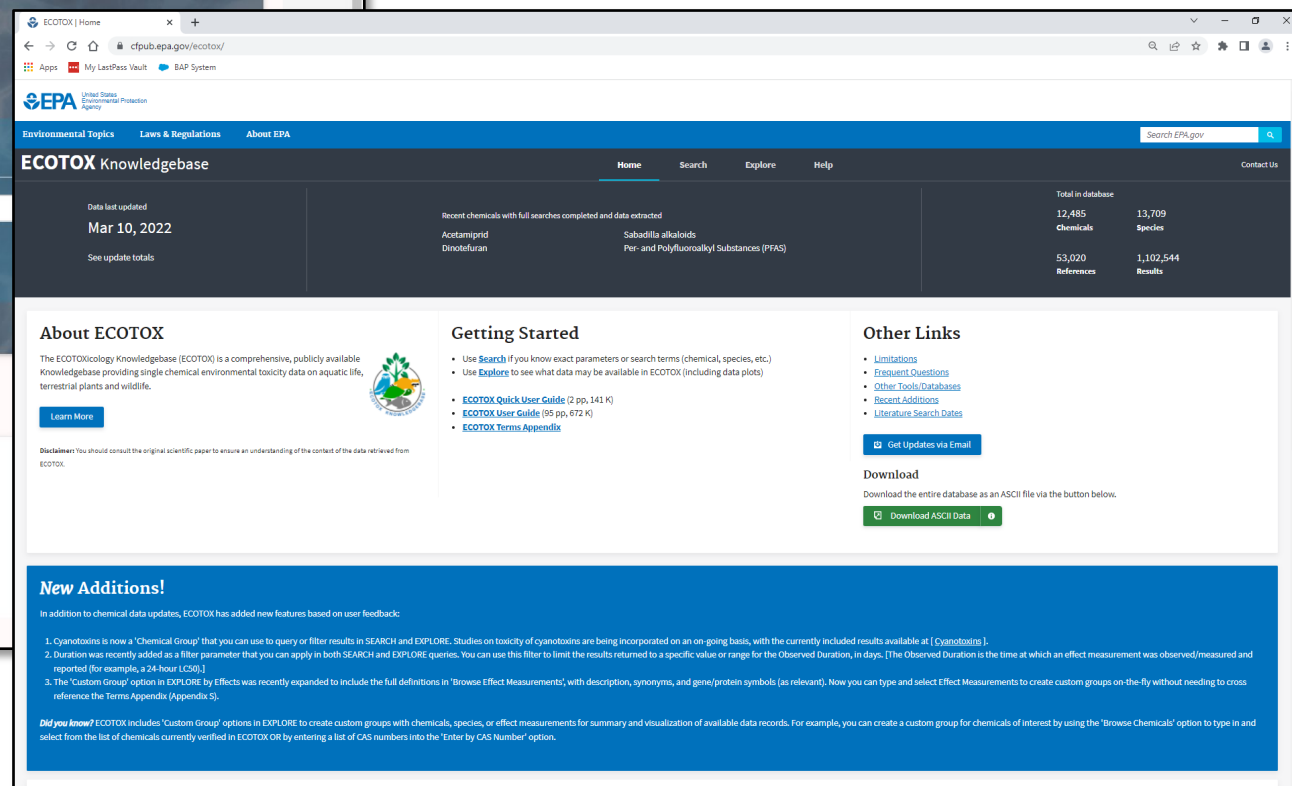 ECOTOX | Home
cfpub.epa.gov/ecotox/
Apps My LastPass Vault BAP System
EPA United States
Environmental Protection
Agency
Environmental Topics Laws & Regulations About EPA Search EPA.gov
ECOTOX Knowledgebase Home Search Explore Help Contact Us
Data last updated
Mar 10, 2022
See update totals
Recent chemicals with full searches completed and data extracted
Acetamiprid Sabadilla alkaloids
Dinotefuran Per- and Polyfluoroalkyl Substances (PFAS)
Total in database
12,485 13,709
Chemicals Species
53,020 1,102,544
References Results
About ECOTOX
The ECOTOXicology Knowledgebase (ECOTOX) is a comprehensive, publicly available
Knowledgebase providing single chemical environmental toxicity data on aquatic life,
terrestrial plants and wildlife.
ECOTOX KNOWLEDGEBASE
Learn More
Disclaimer: You should consult the original scientific paper to ensure an understanding of the context of the data retrieved from
ECOTOX.
Getting Started
Use Search if you know exact parameters or search terms (chemical, species, etc.)
Use Explore to see what data may be available in ECOTOX (including data plots)
ECOTOX Quick User Guide (2 pp, 141 K)
ECOTOX User Guide (95 pp, 672 K)
ECOTOX Terms Appendix
Other Links
Limitations
Frequent Questions
Other Tools/Databases
Recent Additions
Literature Search Dates
Get Updates via Email
Download
Download the entire database as an ASCII file via the button below.
Download ASCII Data
New Additions!
In addition to chemical data updates, ECOTOX has added new features based on user feedback:
1. Cyanotoxins is now a 'Chemical Group' that you can use to query or filter results in SEARCH and EXPLORE. Studies on toxicity of cyanotoxins are being incorporated on an on-going basis, with the currently included results available at [ Cyanotoxins ].
2. Duration was recently added as a filter parameter that you can apply in both SEARCH and EXPLORE queries. You can use this filter to limit the results returned to a specific value or range for the Observed Duration, in days. [The Observed Duration is the time at which an effect measurement was observed/measured and
reported (for example, a 24-hour LC50).]
3. The 'Custom Group' option in EXPLORE by Effects was recently expanded to include the full definitions in 'Browse Effect Measurements', with description, synonyms, and gene/protein symbols (as relevant). Now you can type and select Effect Measurements to create custom groups on-the-fly without needing to cross
reference the Terms Appendix (Appendix S).
Did you know? ECOTOX includes 'Custom Group' options in EXPLORE to create custom groups with chemicals, species, or effect measurements for summary and visualization of available data records. For example, you can create a custom group for chemicals of interest by using the 'Browse Chemicals' option to type in and
select from the list of chemicals currently verified in ECOTOX OR by entering a list of CAS numbers into the 'Enter by CAS Number' option.